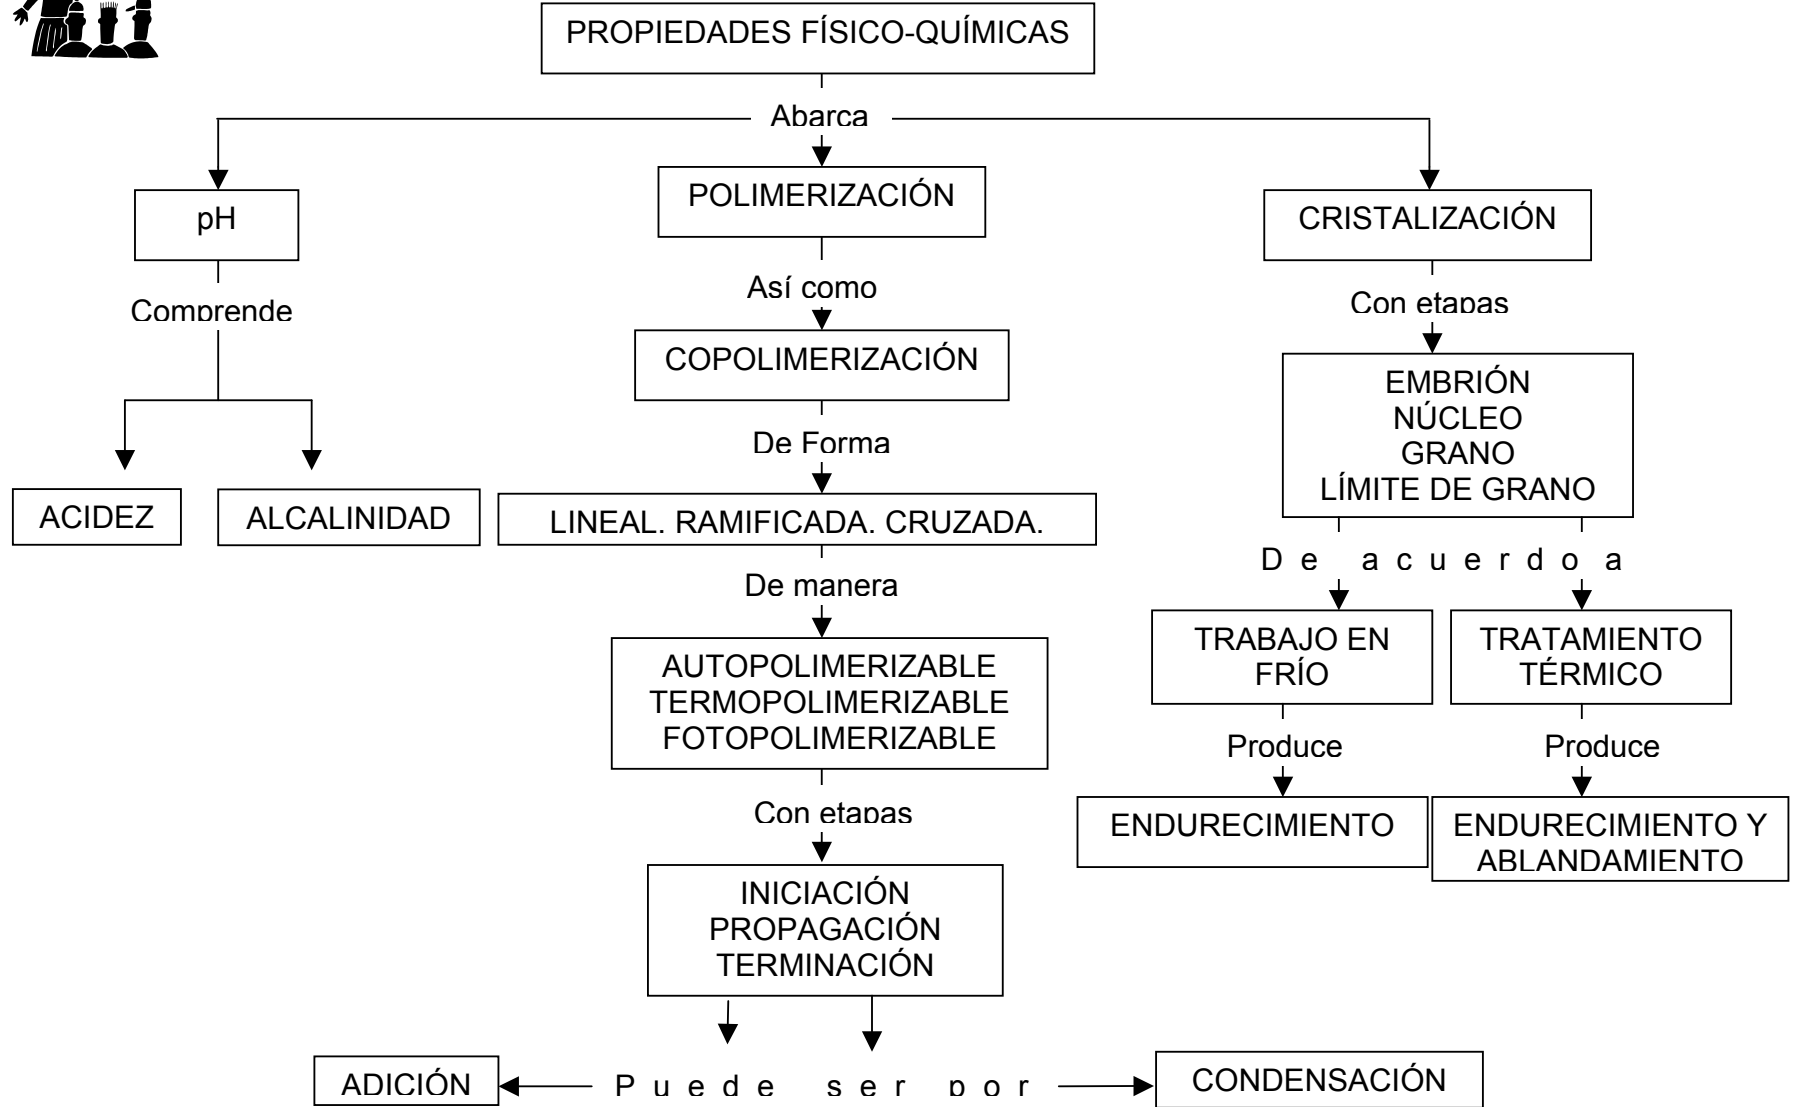 PROPIEDADES FÍSICO-QUÍMICAS
Abarca
pH
Comprende
ACIDEZ
ALCALINIDAD
POLIMERIZACIÓN
Así como
COPOLIMERIZACIÓN
De Forma
LINEAL. RAMIFICADA. CRUZADA.
De manera
AUTOPOLIMERIZABLE
TERMOPOLIMERIZABLE
FOTOPOLIMERIZABLE
Con etapas
INICIACIÓN
PROPAGACIÓN
TERMINACIÓN
Puede ser por
ADICIÓN
CONDENSACIÓN
CRISTALIZACIÓN
Con etapas
EMBRIÓN
NÚCLEO
GRANO
LÍMITE DE GRANO
De acuerdo a
TRABAJO EN
FRÍO
Produce
ENDURECIMIENTO
TRATAMIENTO
TÉRMICO
Produce
ENDURECIMIENTO Y
ABLANDAMIENTO